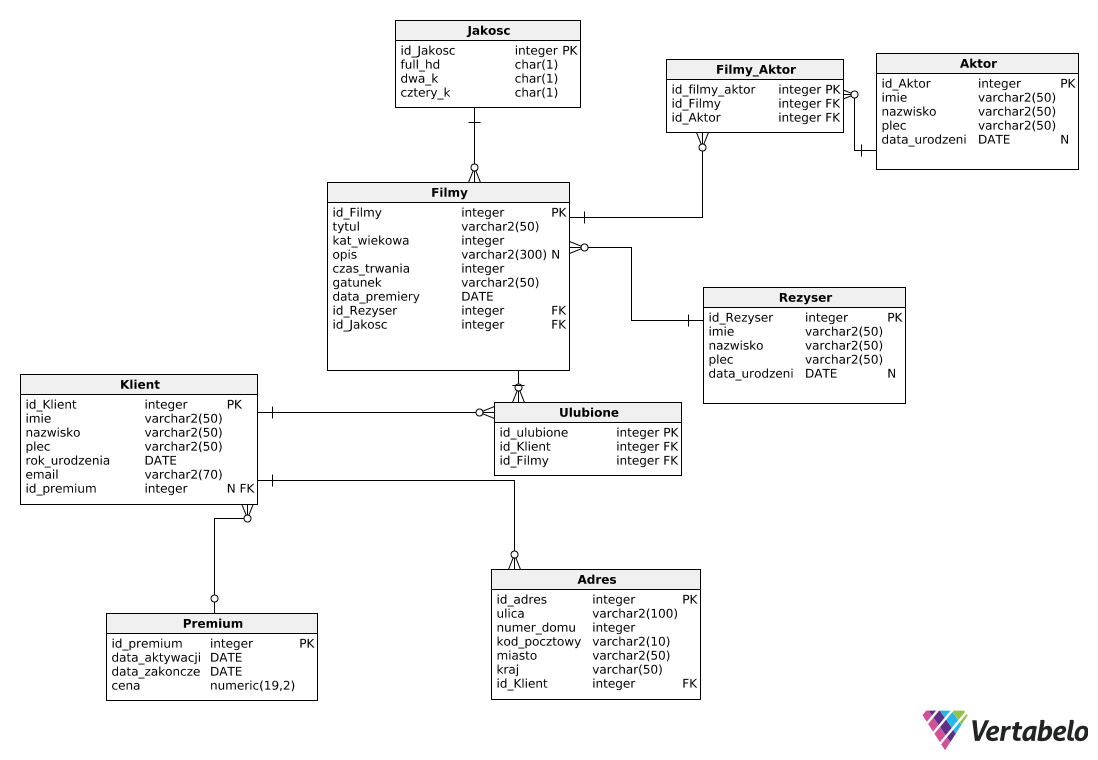 Jakosc
id_Jakosc integer PK
full_hd char(1)
dwa_k char(1)
cztery_k char(1)
Filmy_Aktor
id_filmy_aktor integer PK
id_Filmy integer FK
id_Aktor integer FK
Aktor
id_Aktor integer PK
imie varchar2(50)
nazwisko varchar2(50)
plec varchar2(50)
data_urodzeni DATE N
Filmy
id_Filmy integer PK
tytul varchar2(50)
kat_wiekowa integer
opis varchar2(300) N
czas_trwania integer
gatunek varchar2(50)
data_premiery DATE
id_Rezyser integer FK
id_Jakosc integer FK
Rezyser
id_Rezyser integer PK
imie varchar2(50)
nazwisko varchar2(50)
plec varchar2(50)
data_urodzeni DATE N
Klient
id_Klient integer PK
imie varchar2(50)
nazwisko varchar2(50)
plec varchar2(50)
rok_urodzenia DATE
email varchar2(70)
id_premium integer N FK
Ulubione
id_ulubione integer PK
id_Klient integer FK
id_Filmy integer FK
Adres
id_adres integer PK
ulica varchar2(100)
numer_domu integer
kod_pocztowy varchar2(10)
miasto varchar2(50)
kraj varchar(50)
id_Klient integer FK
Premium
id_premium integer PK
data_aktywacji DATE
data_zakoncze DATE
cena numeric(19,2)
Vertabelo